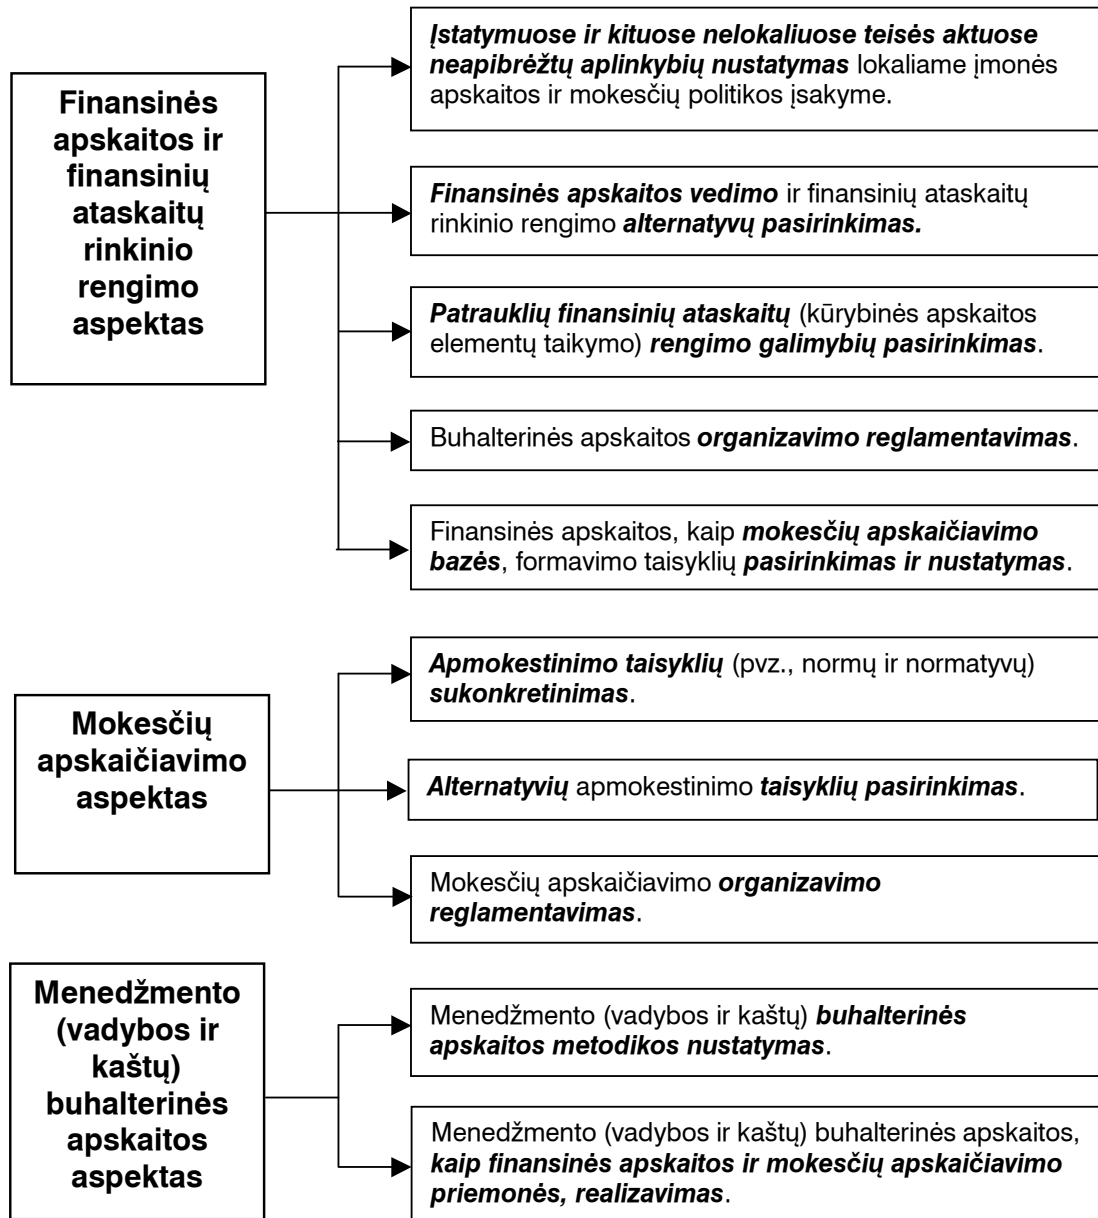 Finansinės
apskaitos ir
finansinių
ataskaitų
rinkinio
rengimo
aspektas
Įstatymuose ir kituose nelokaliuose teisės aktuose
neapibrėžtų aplinkybių nustatymas lokaliame įmonės
apskaitos ir mokesčių politikos įsakyme.
Finansinės apskaitos vedimo ir finansinių ataskaitų
rinkinio rengimo alternatyvų pasirinkimas.
Patrauklių finansinių ataskaitų (kūrybinės apskaitos
elementų taikymo) rengimo galimybių pasirinkimas.
Buhalterinės apskaitos organizavimo reglamentavimas.
Finansinės apskaitos, kaip mokesčių apskaičiavimo
bazės, formavimo taisyklių pasirinkimas ir nustatymas.
Mokesčių
apskaičiavimo
aspektas
Apmokestinimo taisyklių (pvz., normų ir normatyvų)
sukonkretinimas.
Alternatyvių apmokestinimo taisyklių pasirinkimas.
Mokesčių apskaičiavimo organizavimo
reglamentavimas.
Menedžmento
(vadybos ir
kaštų)
buhalterinės
apskaitos
aspektas
Menedžmento (vadybos ir kaštų) buhalterinės
apskaitos metodikos nustatymas.
Menedžmento (vadybos ir kaštų) buhalterinės apskaitos,
kaip finansinės apskaitos ir mokesčių apskaičiavimo
priemonės, realizavimas.